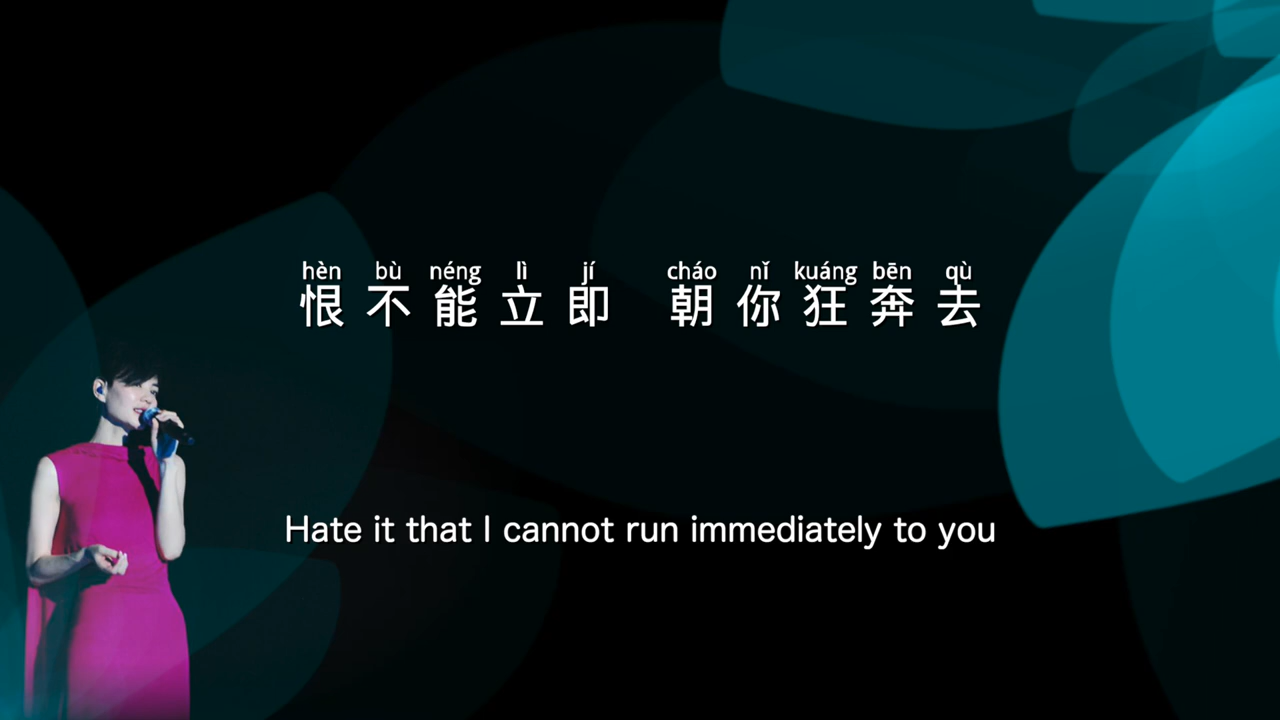 hèn bù néng lì jí cháo nǐ kuáng bēn qù
恨不能立即 朝你狂奔去
Hate it that I cannot run immediately to you